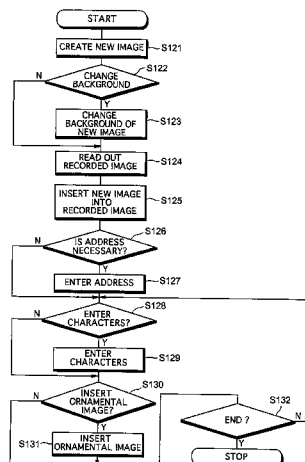 START
CREATE NEW IMAGE
S121
CHANGE
BACKGROUND
S122
N
Y
CHANGE
BACKGROUND OF
NEW IMAGE
S123
READ OUT
RECORDED IMAGE
S124
INSERT NEW IMAGE
INTO
RECORDED IMAGE
S125
IS ADDRESS
NECESSARY?
S126
N
Y
ENTER ADDRESS
S127
ENTER
CHARACTERS?
S128
N
Y
ENTER
CHARACTERS
S129
INSERT
ORNAMENTAL
IMAGE?
S130
N
Y
S131
INSERT
ORNAMENTAL IMAGE
END ?
S132
N
Y
STOP